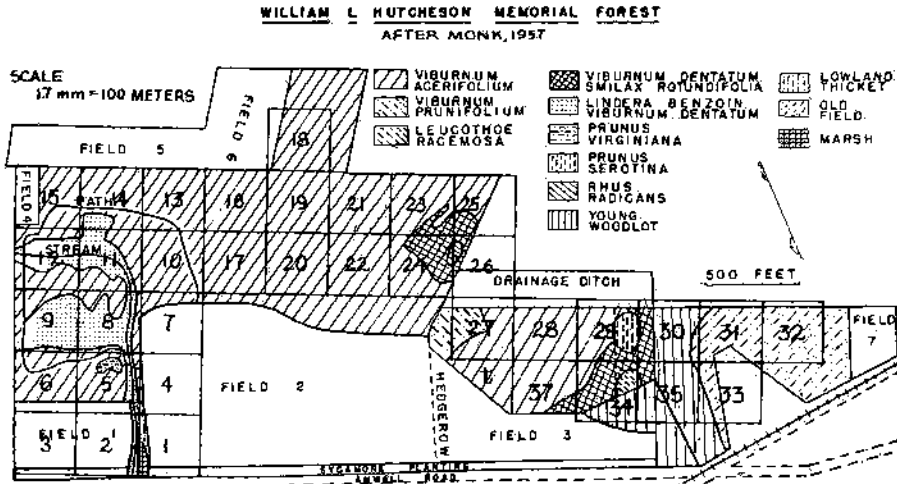 WILLIAM L HUTCHESON MEMORIAL FOREST
AFTER MONK, 1957
SCALE
1.7 mm = 100 METERS
VIBURNUM ACERIFOLIUM
VIBURNUM PRUNIFOLIUM
LEUCOTHOE RACEMOSA
VIBURNUM DENTATUM SMILAX ROTUNDIFOLIA
LINDERA BENZOIN VIBURNUM DENTATUM
PRUNUS VIRGINIANA
PRUNUS SEROTINA
RHUS RADICANS
YOUNG WOODLOT
LOWLAND THICKET
OLD FIELD
MARSH
FIELD 5
FIELD 6
18
FIELD 4
15 14 13 16 19 21 23 25
PATH
STREAM
12 11 10 17 20 22 24 26
DRAINAGE DITCH
500 FEET
9 8 7
27 28 29 30 31 32
FIELD 7
6 5 4
FIELD 2
HEDGEROW
37 34 35 33
FIELD 1
3 2 1
FIELD 3
SYCAMORE PLANTING
AMWELL ROAD